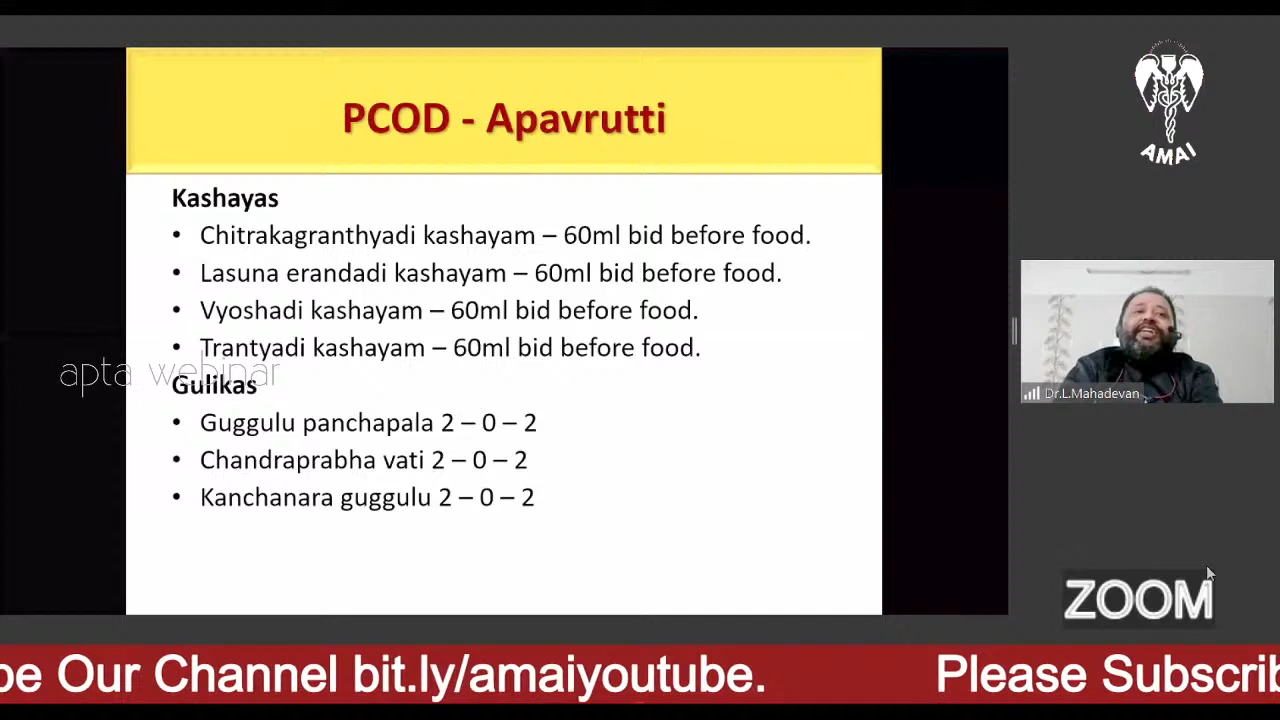 PCOD - Apavrutti
Kashayas
• Chitrakagranthyadi kashayam – 60ml bid before food.
• Lasuna erandadi kashayam – 60ml bid before food.
• Vyoshadi kashayam – 60ml bid before food.
• Trantyadi kashayam – 60ml bid before food.
apta webinar
Gulikas
• Guggulu panchapala 2 – 0 – 2
• Chandraprabha vati 2 – 0 – 2
• Kanchanara guggulu 2 – 0 – 2
AMAI
Dr.L.Mahadevan
ZOOM
be Our Channel bit.ly/amaiyoutube. Please Subscrib